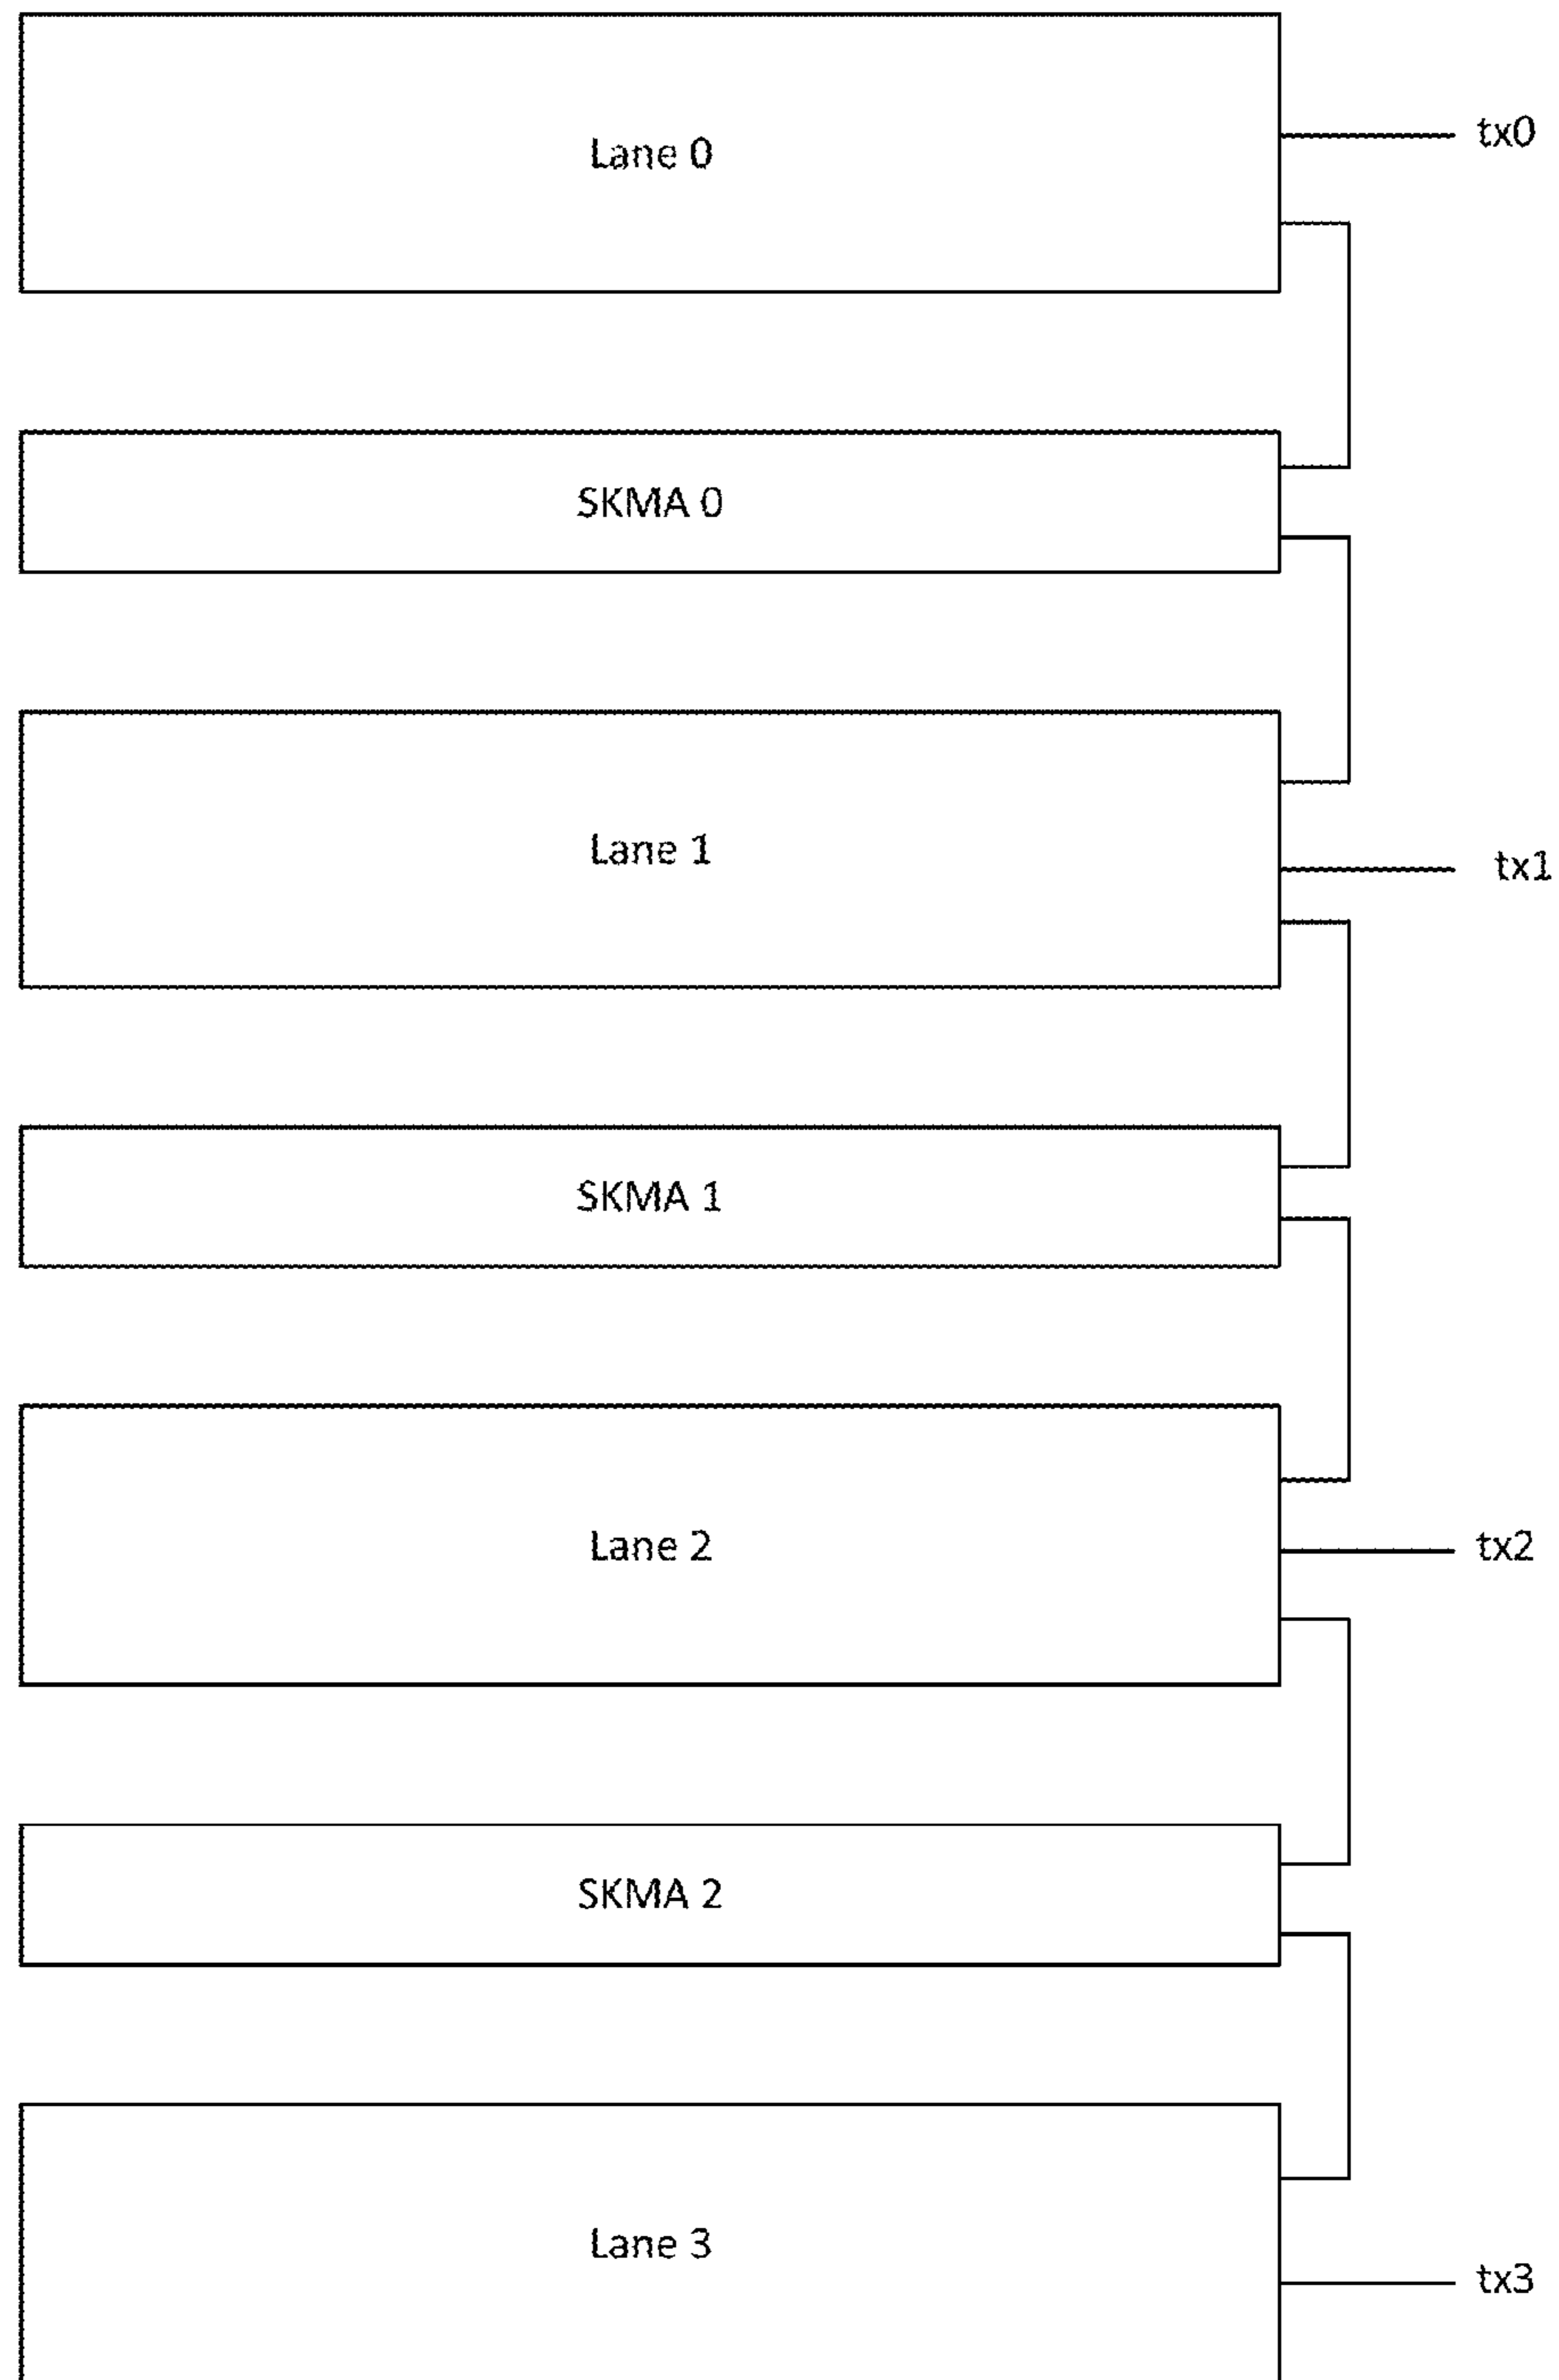 Lane 0
tx0
SKMA 0
Lane 1
tx1
SKMA 1
Lane 2
tx2
SKMA 2
Lane 3
tx3